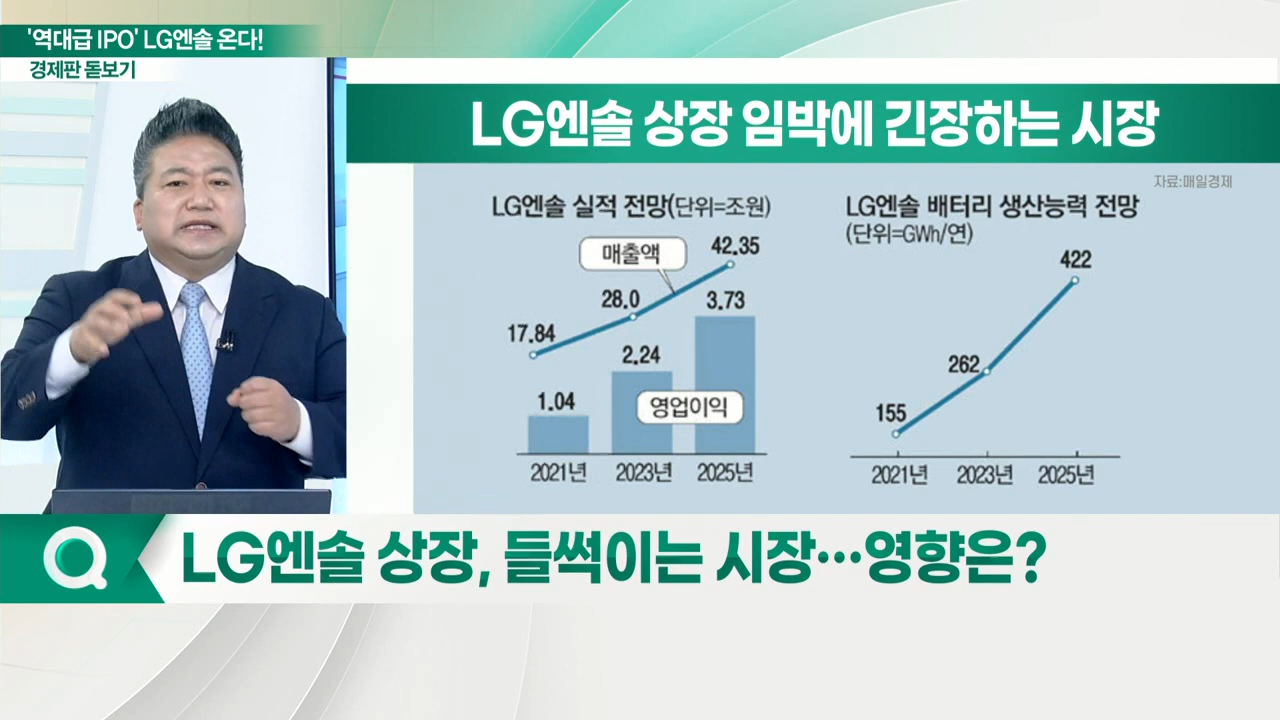 '역대급 IPO' LG엔솔 온다!
경제판 돋보기
LG엔솔 상장 임박에 긴장하는 시장
자료:매일경제
LG엔솔 실적 전망(단위=조원)
매출액
42.35
28.0
17.84
3.73
2.24
1.04
영업이익
2021년
2023년
2025년
LG엔솔 배터리 생산능력 전망
(단위=GWh/연)
422
262
155
2021년
2023년
2025년
LG엔솔 상장, 들썩이는 시장…영향은?